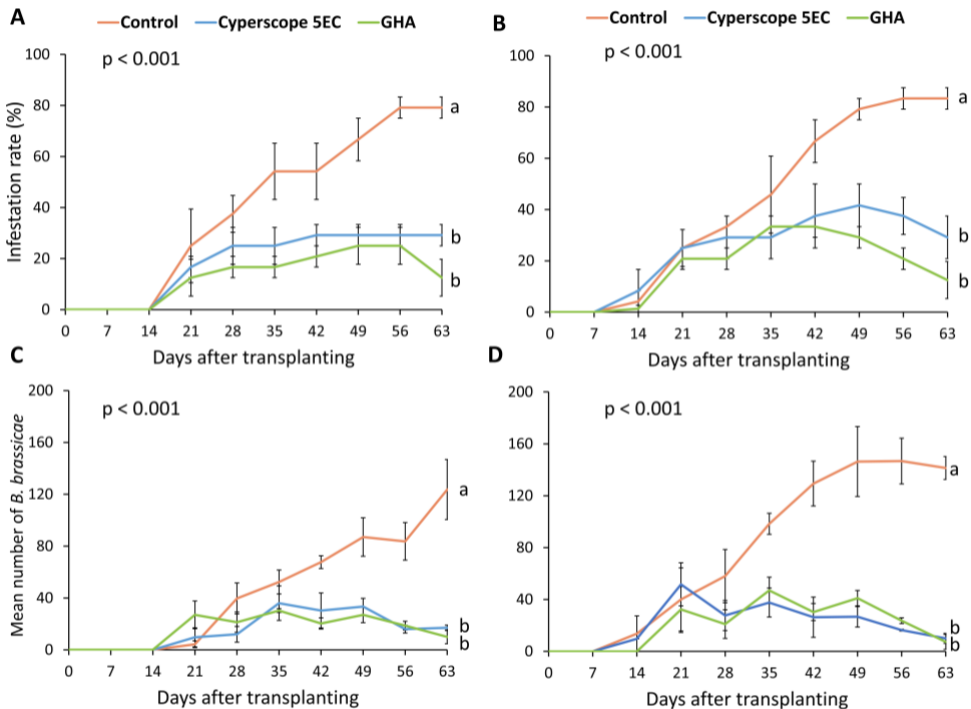 A
Control Cyperscope 5EC GHA
p < 0.001
Infestation rate (%)
100
80
60
40
20
0
a
b
b
0 7 14 21 28 35 42 49 56 63
Days after transplanting
B
Control Cyperscope 5EC GHA
p < 0.001
100
80
60
40
20
0
a
b
b
0 7 14 21 28 35 42 49 56 63
Days after transplanting
C
p < 0.001
Mean number of B. brassicae
200
160
120
80
40
0
a
b
b
0 7 14 21 28 35 42 49 56 63
Days after transplanting
D
p < 0.001
200
160
120
80
40
0
a
b
b
0 7 14 21 28 35 42 49 56 63
Days after transplanting